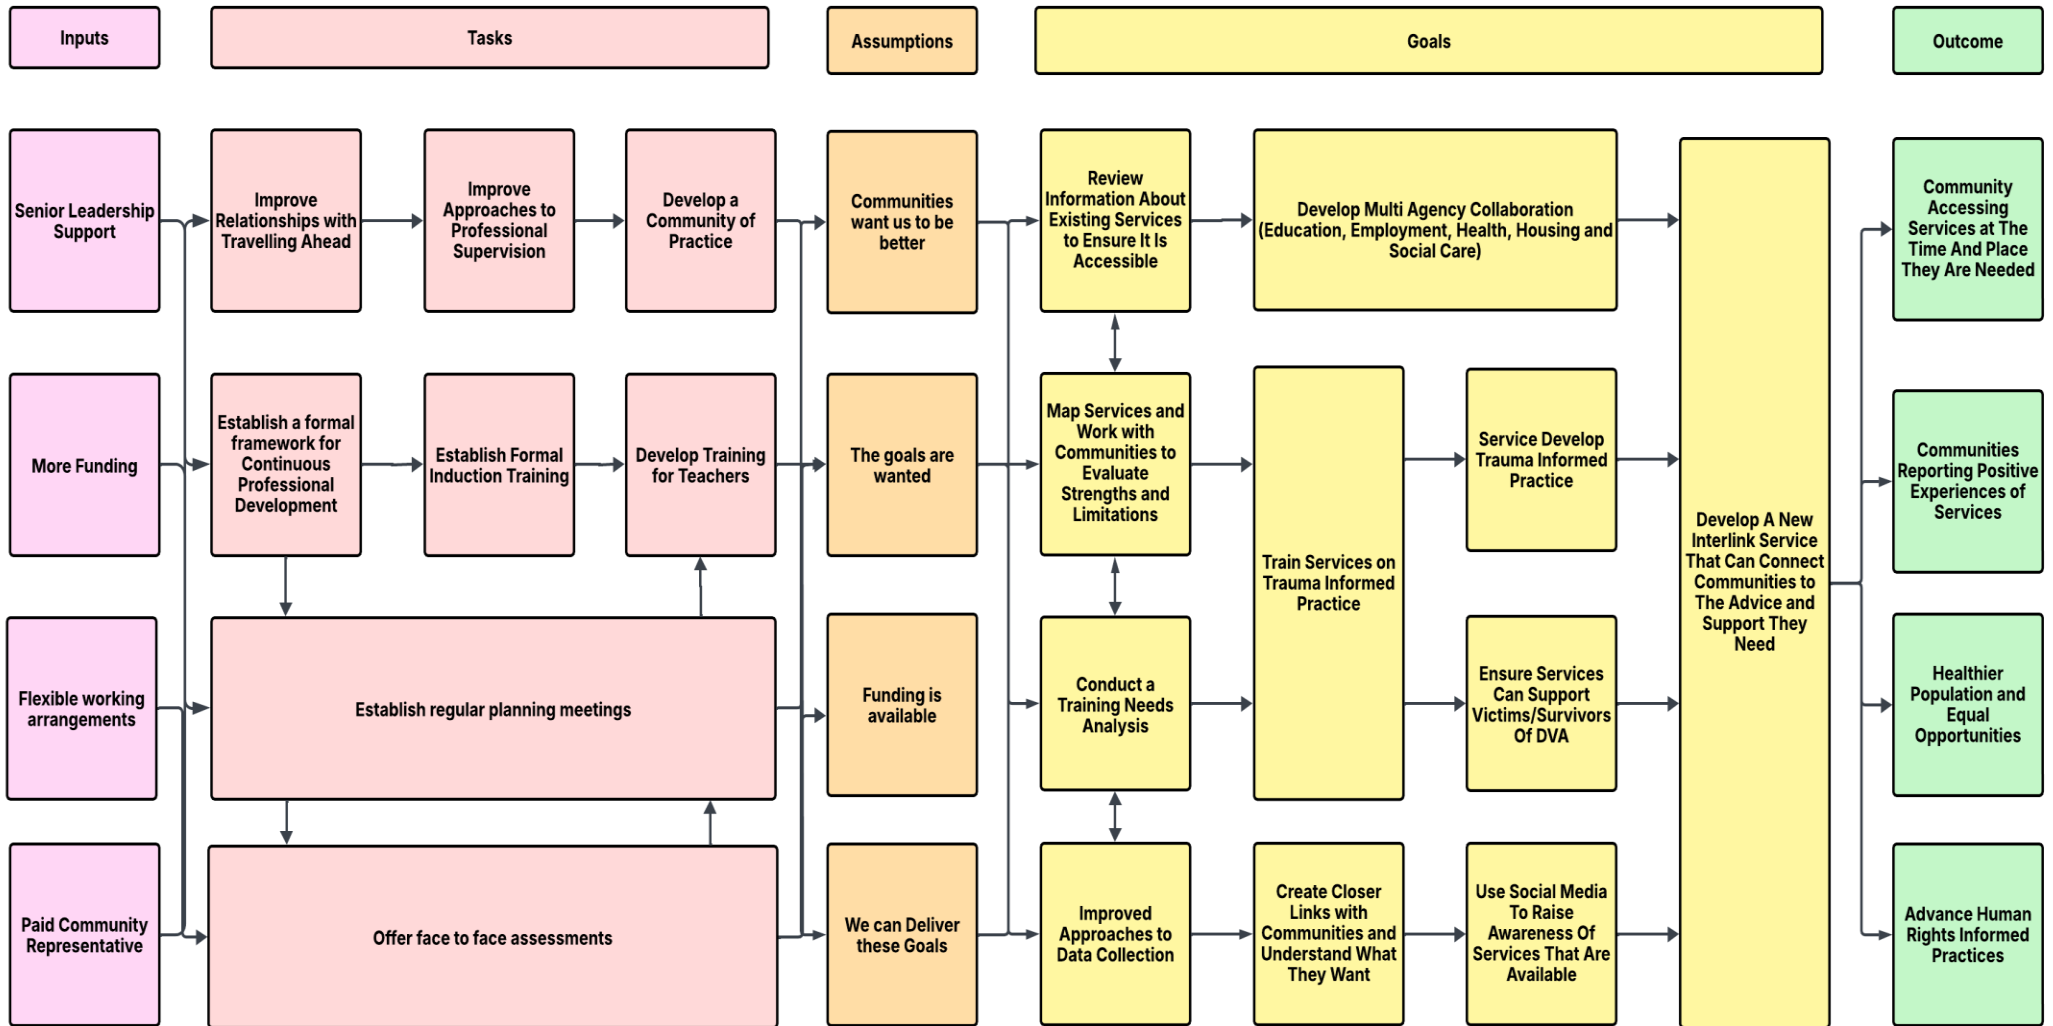 Inputs
Tasks
Assumptions
Goals
Outcome
Senior Leadership
Support
Improve
Relationships with
Travelling Ahead
Improve
Approaches to
Professional
Supervision
Develop a
Community of
Practice
Communities
want us to be
better
Review
Information About
Existing Services
to Ensure It Is
Accessible
Develop Multi Agency Collaboration
(Education, Employment, Health, Housing and
Social Care)
Community
Accessing
Services at The
Time And Place
They Are Needed
More Funding
Establish a formal
framework for
Continuous
Professional
Development
Establish Formal
Induction Training
Develop Training
for Teachers
The goals are
wanted
Map Services and
Work with
Communities to
Evaluate
Strengths and
Limitations
Train Services on
Trauma Informed
Practice
Service Develop
Trauma Informed
Practice
Develop A New
Interlink Service
That Can Connect
Communities to
The Advice and
Support They
Need
Communities
Reporting Positive
Experiences of
Services
Flexible working
arrangements
Establish regular planning meetings
Funding is
available
Conduct a
Training Needs
Analysis
Ensure Services
Can Support
Victims/Survivors
Of DVA
Healthier
Population and
Equal
Opportunities
Paid Community
Representative
Offer face to face assessments
We can Deliver
these Goals
Improved
Approaches to
Data Collection
Create Closer
Links with
Communities and
Understand What
They Want
Use Social Media
To Raise
Awareness Of
Services That Are
Available
Advance Human
Rights Informed
Practices